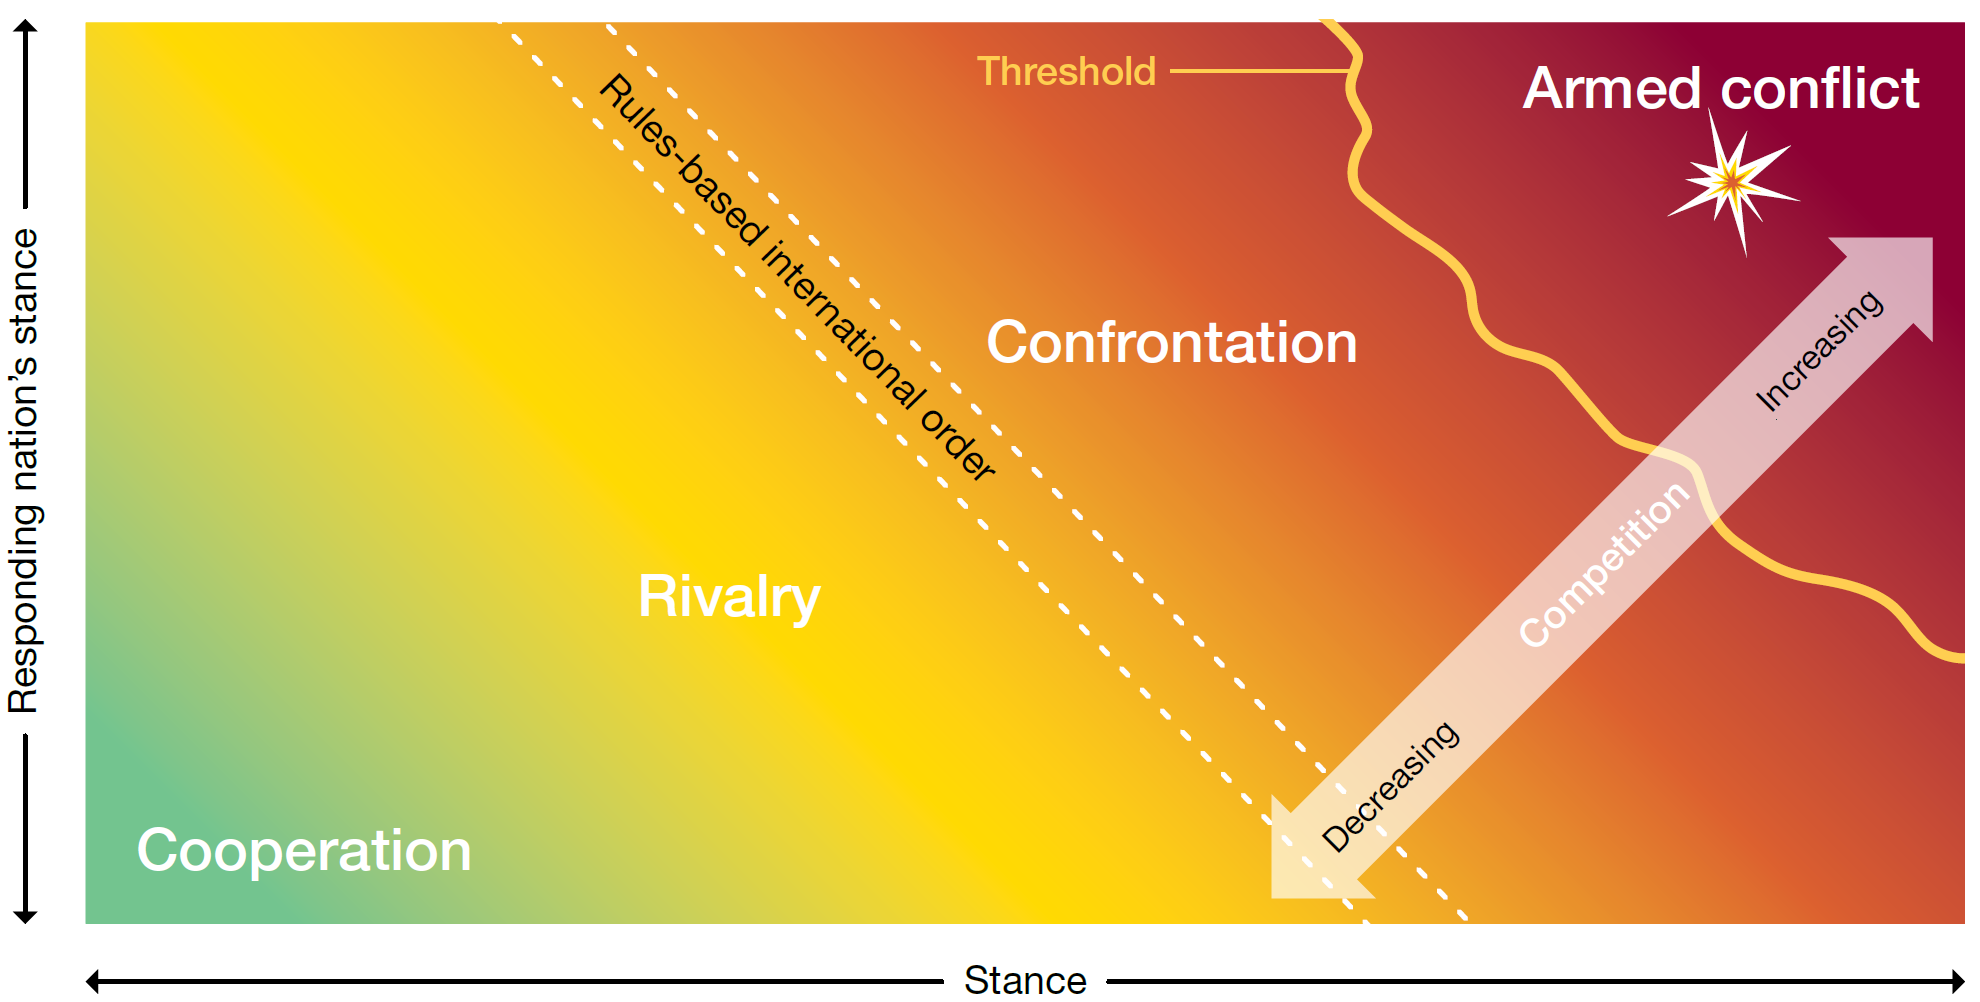 Threshold
Armed conflict
Rules-based international order
Responding nation’s stance
Confrontation
Increasing
Competition
Rivalry
Decreasing
Cooperation
Stance